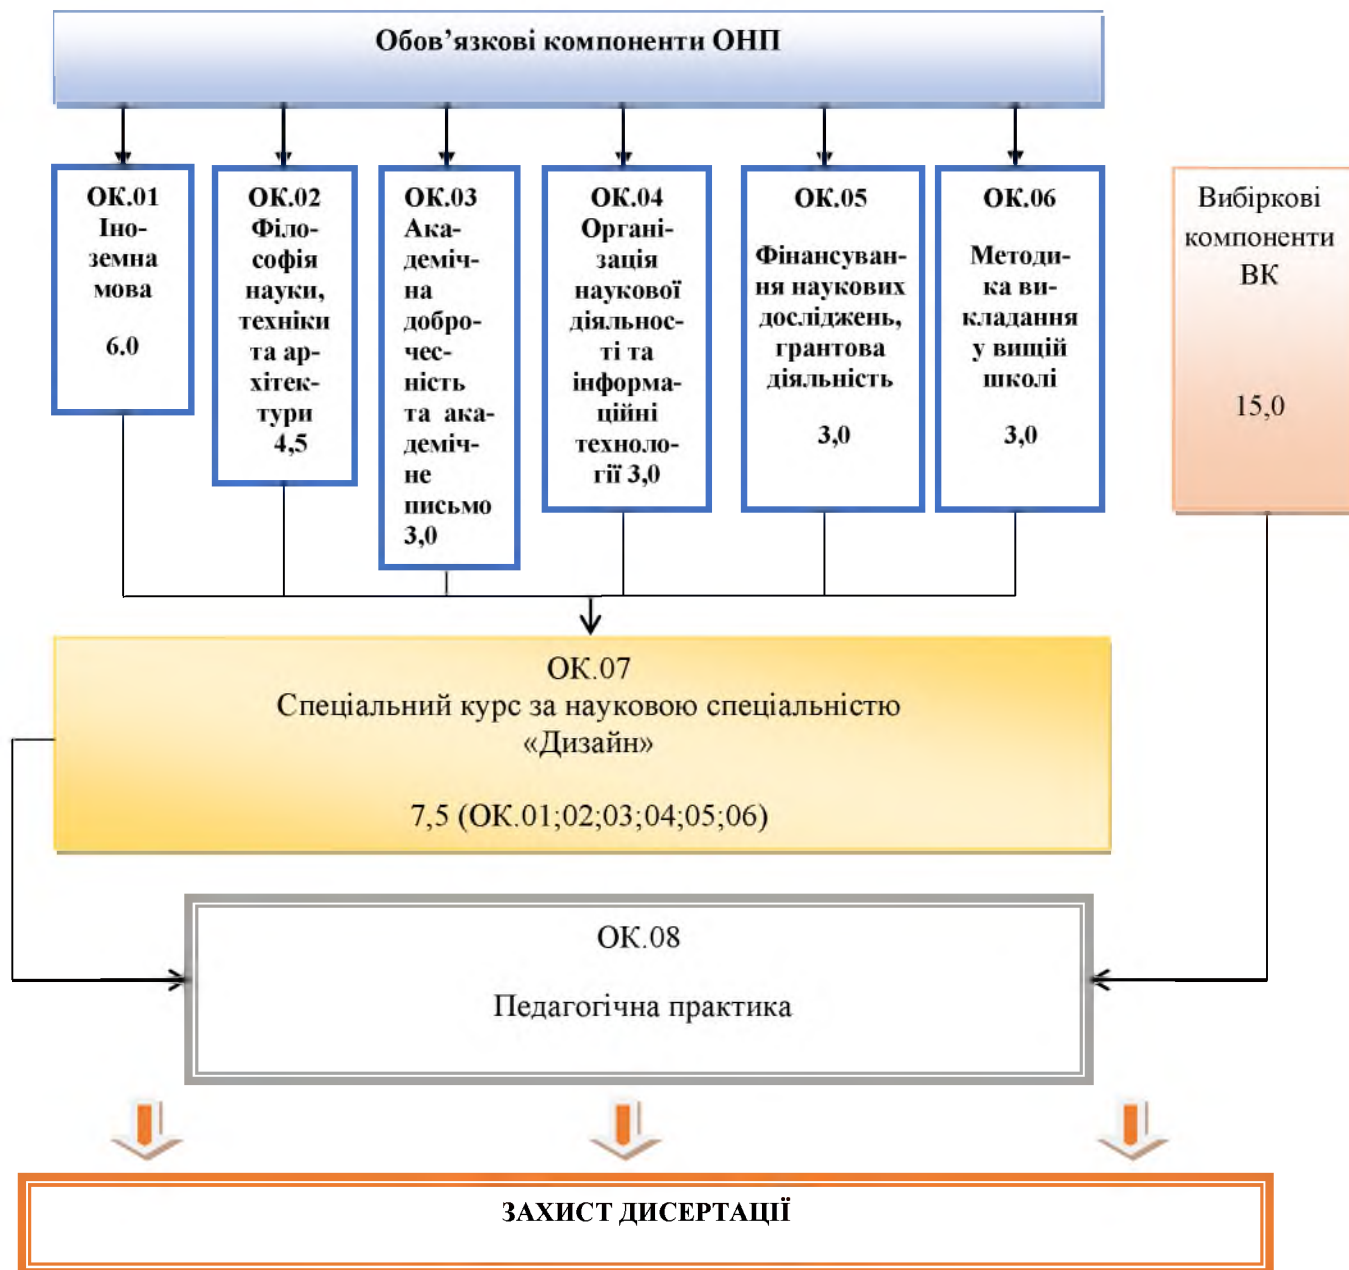 Обов’язкові компоненти ОНП
ОК.01
Іно-
земна
мова
6.0
ОК.02
Філо-
софія
науки,
техніки
та ар-
хітек-
тури
4,5
ОК.03
Ака-
деміч-
на
добро-
чес-
ність
та ака-
деміч-
не
письмо
3,0
ОК.04
Органі-
зація
наукової
діяльнос-
ті та
інформа-
ційні
техноло-
гії 3,0
ОК.05
Фінансуван-
ня наукових
досліджень,
грантова
діяльність
3,0
ОК.06
Методи-
ка ви-
кладання
у вищій
школі
3,0
Вибіркові
компоненти
ВК
15,0
ОК.07
Спеціальний курс за науковою спеціальністю
«Дизайн»
7,5 (ОК.01;02;03;04;05;06)
ОК.08
Педагогічна практика
ЗАХИСТ ДИСЕРТАЦІЇ